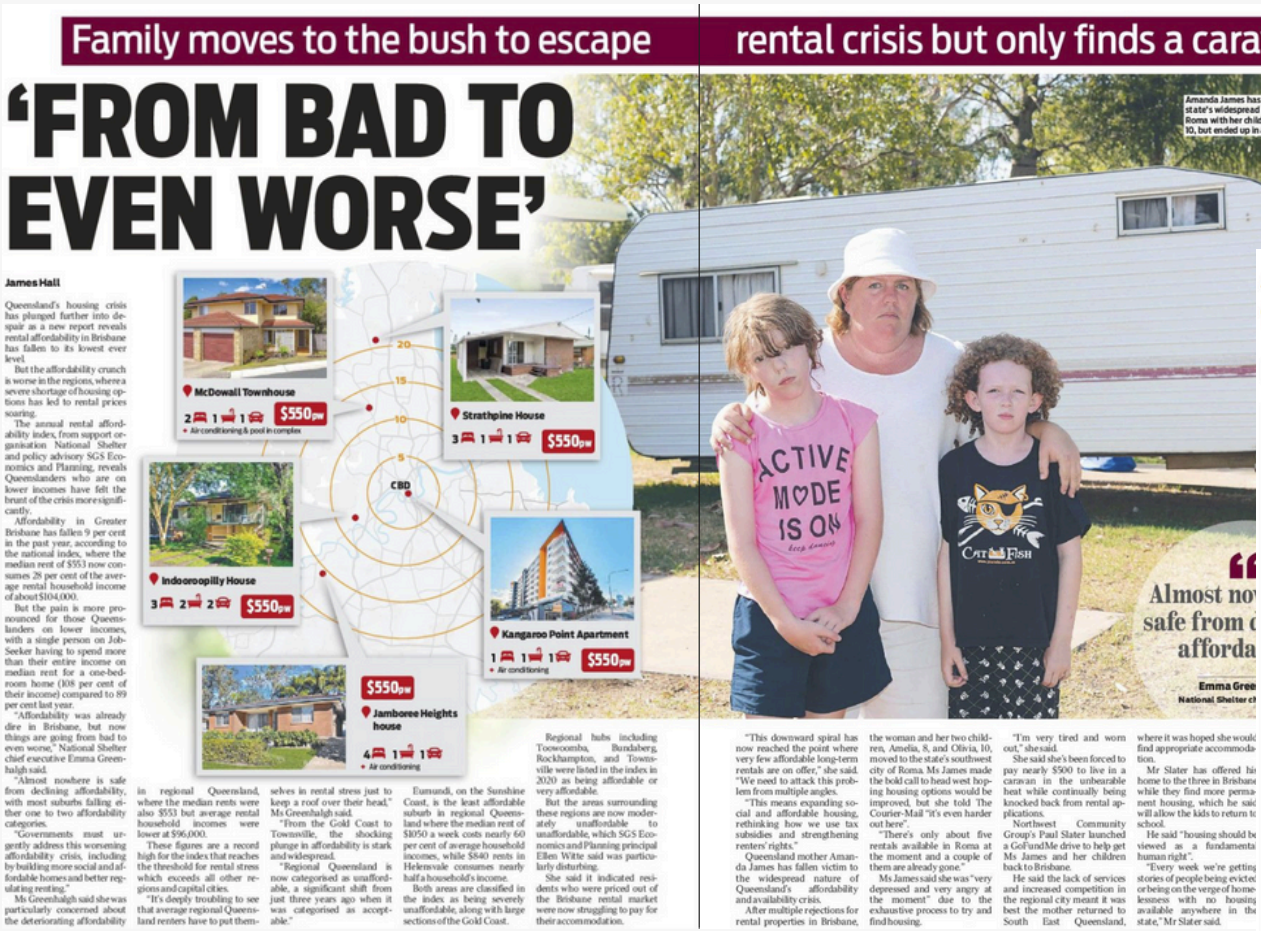 Family moves to the bush to escape rental crisis but only finds a cara
‘FROM BAD TO
EVEN WORSE’
James Hall
Queensland’s housing crisis
has plunged further into de-
spair as a new report reveals
rental affordability in Brisbane
has fallen to its lowest ever
level.
But the affordability crunch
is worse in the regions, where a
severe shortage of housing op-
tions has led to rental prices
soaring.
The annual rental afford-
ability index, from support or-
ganisation National Shelter
and policy advisory SGS Eco-
nomics and Planning, reveals
Queenslanders who are on
lower incomes have felt the
brunt of the crisis more signifi-
cantly.
Affordability in Greater
Brisbane has fallen 9 per cent
in the past year, according to
the national index, where the
median rent of $553 now con-
sumes 28 per cent of the aver-
age rental household income
of about $104,000.
But the pain is more pro-
nounced for those Queens-
landers on lower incomes,
with a single person on Job-
Seeker having to spend more
than their entire income on
median rent for a one-bed-
room home (108 per cent of
their income) compared to 89
per cent last year.
“Affordability was already
dire in Brisbane, but now
things are going from bad to
even worse,” National Shelter
chief executive Emma Green-
halgh said.
“Almost nowhere is safe
from declining affordability,
with most suburbs falling ei-
ther one to two affordability
categories.
“Governments must ur-
gently address this worsening
affordability crisis, including
by building more social and af-
fordable homes and better reg-
ulating renting.”
Ms Greenhalgh said she was
particularly concerned about
the deteriorating affordability
in regional Queensland,
where the median rents were
also $553 but average rental
household incomes were
lower at $96,000.
These figures are a record
high for the index that reaches
the threshold for rental stress
which exceeds all other re-
gions and capital cities.
“It’s deeply troubling to see
that average regional Queens-
land renters have to put them-
selves in rental stress just to
keep a roof over their head,”
Ms Greenhalgh said.
“From the Gold Coast to
Townsville, the shocking
plunge in affordability is stark
and widespread.
“Regional Queensland is
now categorised as unafford-
able, a significant shift from
just three years ago when it
was categorised as accept-
able.”
Eumundi, on the Sunshine
Coast, is the least affordable
suburb in regional Queens-
land where the median rent of
$1050 a week costs nearly 60
per cent of average household
incomes, while $840 rents in
Helensvale consumes nearly
half a household’s income.
Both areas are classified in
the index as being severely
unaffordable, along with large
sections of the Gold Coast.
Regional hubs including
Toowoomba, Bundaberg,
Rockhampton, and Towns-
ville were listed in the index in
2020 as being affordable or
very affordable.
But the areas surrounding
these regions are now moder-
ately unaffordable to
unaffordable, which SGS Eco-
nomics and Planning principal
Ellen Witte said was particu-
larly disturbing.
She said it indicated resi-
dents who were priced out of
the Brisbane rental market
were now struggling to pay for
their accommodation.
McDowall Townhouse
2 1 1 $550pw
• Air conditioning & pool in complex
Strathpine House
3 1 1 $550pw
20
15
10
5
CBD
Indooroopilly House
3 2 2 $550pw
Kangaroo Point Apartment
1 1 1 $550pw
• Air conditioning
$550pw
Jamboree Heights
house
4 1 1
• Air conditioning
Amanda James has
state’s widespread
Roma with her child
10, but ended up in
ACTIVE
MODE
IS ON
keep dancing
CAT FISH
“
Almost now
safe from d
afforda
Emma Gree
National Shelter ch
“This downward spiral has
now reached the point where
very few affordable long-term
rentals are on offer,” she said.
“We need to attack this prob-
lem from multiple angles.
“This means expanding so-
cial and affordable housing,
rethinking how we use tax
subsidies and strengthening
renters’ rights.”
Queensland mother Aman-
da James has fallen victim to
the widespread nature of
Queensland’s affordability
and availability crisis.
After multiple rejections for
rental properties in Brisbane,
the woman and her two child-
ren, Amelia, 8, and Olivia, 10,
moved to the state’s southwest
city of Roma. Ms James made
the bold call to head west hop-
ing housing options would be
improved, but she told The
Courier-Mail “it’s even harder
out here”.
“There’s only about five
rentals available in Roma at
the moment and a couple of
them are already gone.”
Ms James said she was “very
depressed and very angry at
the moment” due to the
exhaustive process to try and
find housing.
“I’m very tired and worn
out,” she said.
She said she’s been forced to
pay nearly $500 to live in a
caravan in the unbearable
heat while continually being
knocked back from rental ap-
plications.
Northwest Community
Group’s Paul Slater launched
a GoFundMe drive to help get
Ms James and her children
back to Brisbane.
He said the lack of services
and increased competition in
the regional city meant it was
best the mother returned to
South East Queensland,
where it was hoped she would
find appropriate accommoda-
tion.
Mr Slater has offered his
home to the three in Brisbane
while they find more perma-
nent housing, which he said
will allow the kids to return to
school.
He said “housing should be
viewed as a fundamental
human right”.
“Every week we’re getting
stories of people being evicted
or being on the verge of home-
lessness with no housing
available anywhere in the
state,” Mr Slater said.